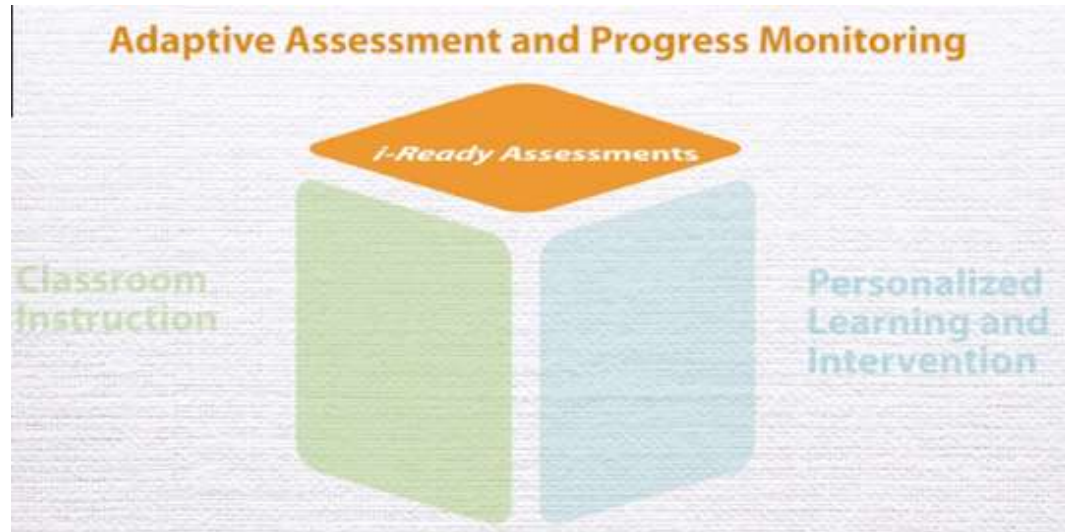 Adaptive Assessment and Progress Monitoring
i-Ready Assessments
Classroom
Instruction
Personalized
Learning and
Intervention